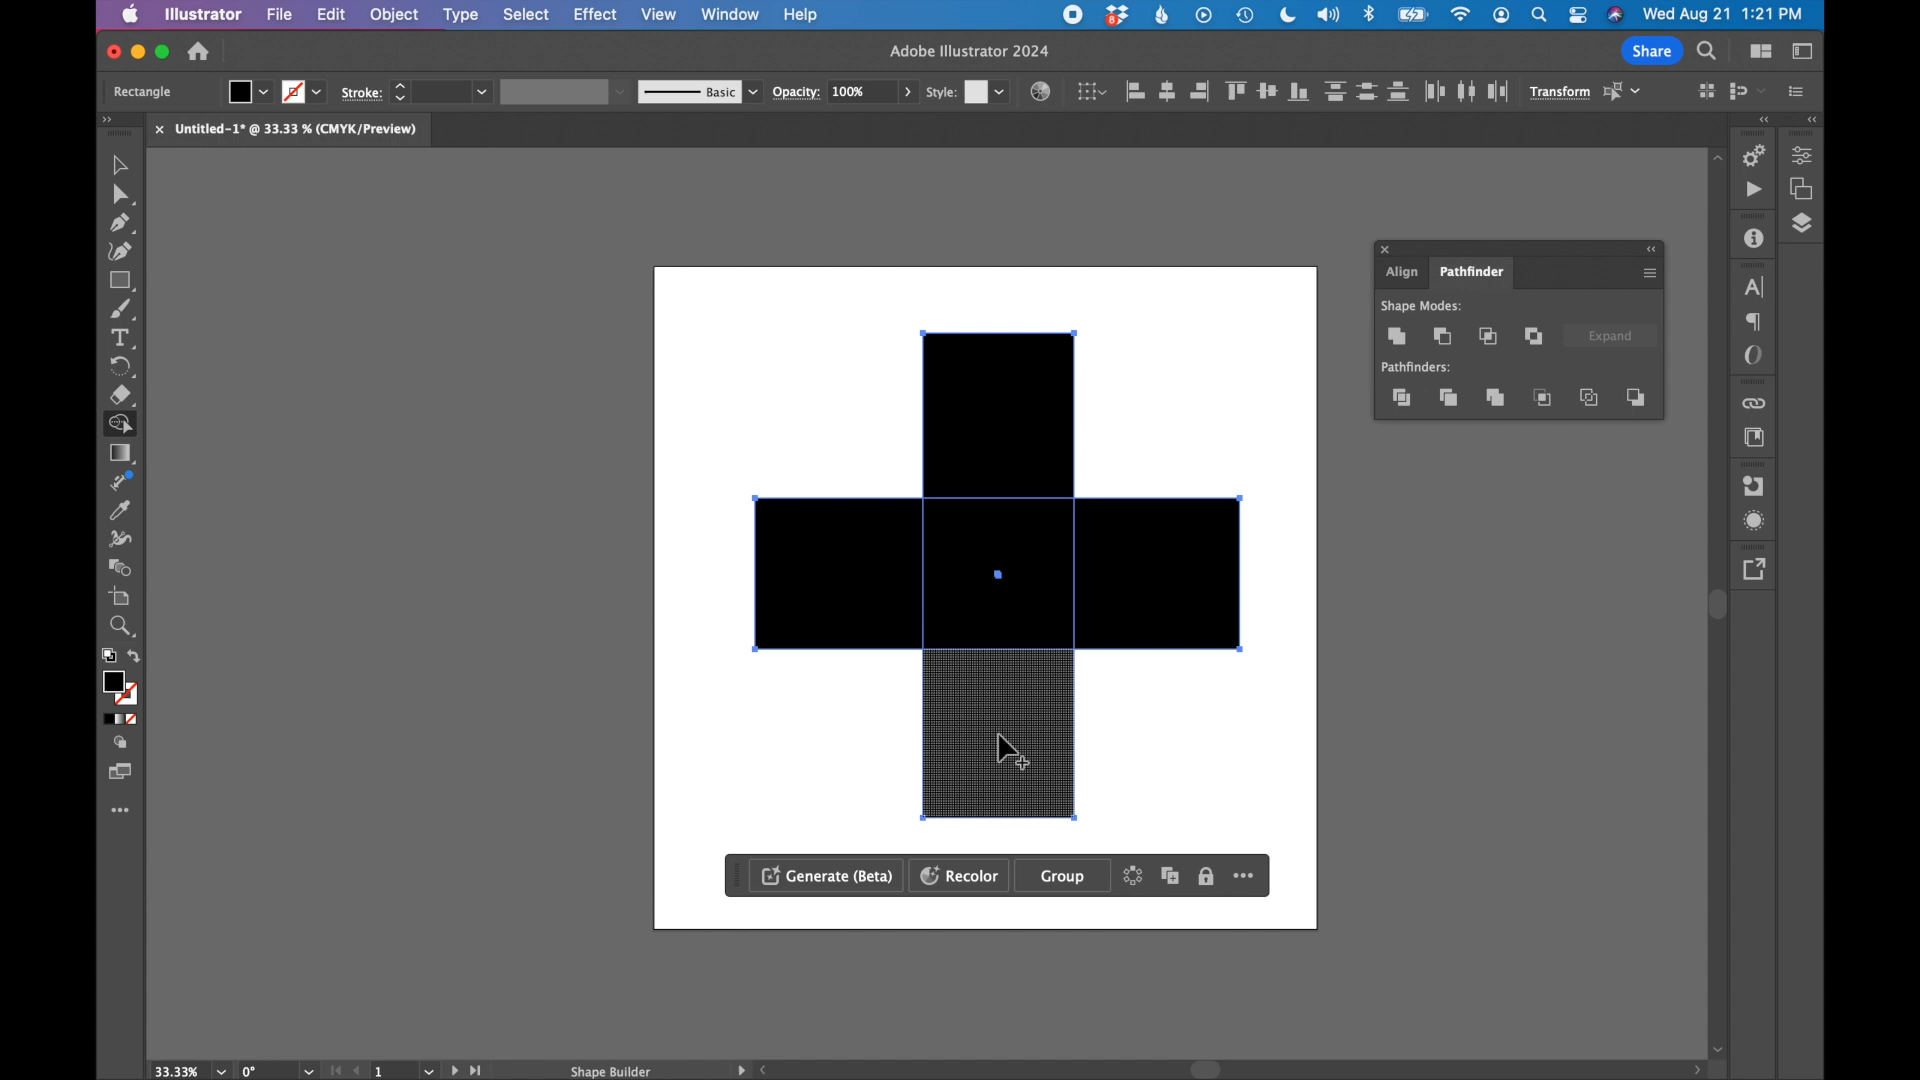 Illustrator File Edit Object Type Select Effect View Window Help 8 Wed Aug 21 1:21 PM
Adobe Illustrator 2024 Share
Rectangle Stroke: Basic Opacity: 100% Style: Transform
× Untitled-1* @ 33.33 % (CMYK/Preview)
Align Pathfinder
Shape Modes:
Expand
Pathfinders:
Generate (Beta) Recolor Group
33.33% 0° 1 Shape Builder